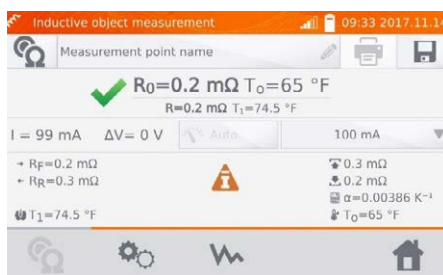 Inductive object measurement 09:33 2017.11.14
Measurement point name
R₀=0.2 mΩ T₀=65 °F
R=0.2 mΩ T₁=74.5 °F
I = 99 mA ΔV= 0 V Auto 100 mA
→ RF=0.2 mΩ 0.3 mΩ
← RR=0.3 mΩ 0.2 mΩ
α=0.00386 K⁻¹
T₁=74.5 °F T₀=65 °F